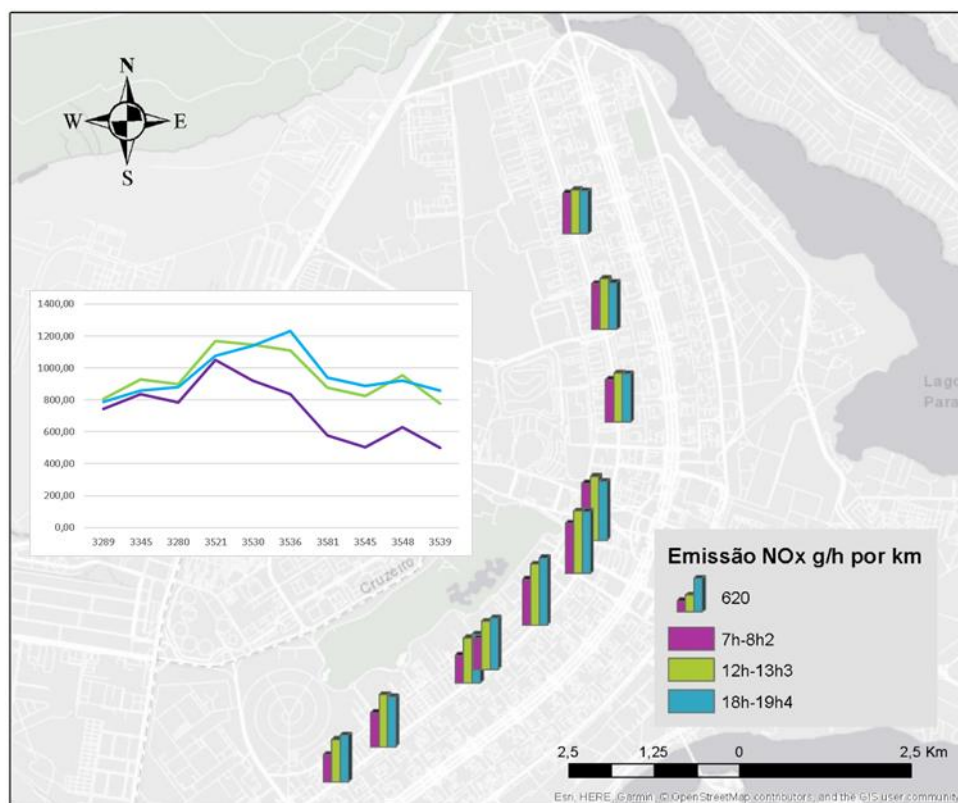 N
W E
S
1400,00
1200,00
1000,00
800,00
600,00
400,00
200,00
0,00
3289 3345 3280 3521 3530 3536 3581 3545 3548 3539
Lago
Para
Cruzeiro
Emissão NOx g/h por km
620
7h-8h2
12h-13h3
18h-19h4
2,5 1,25 0 2,5 Km
Esri, HERE, Garmin, © OpenStreetMap contributors, and the GIS user community